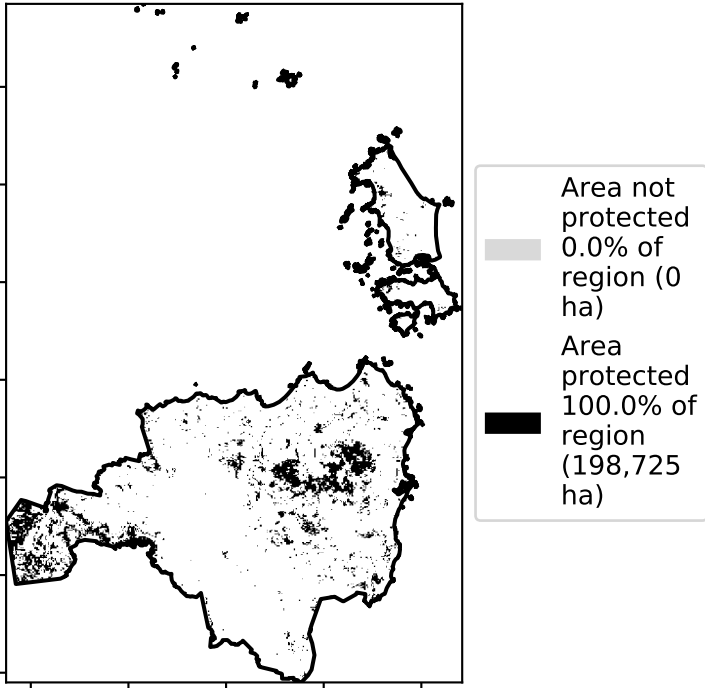 Area not
protected
0.0% of
region (0
ha)
Area
protected
100.0% of
region
(198,725
ha)